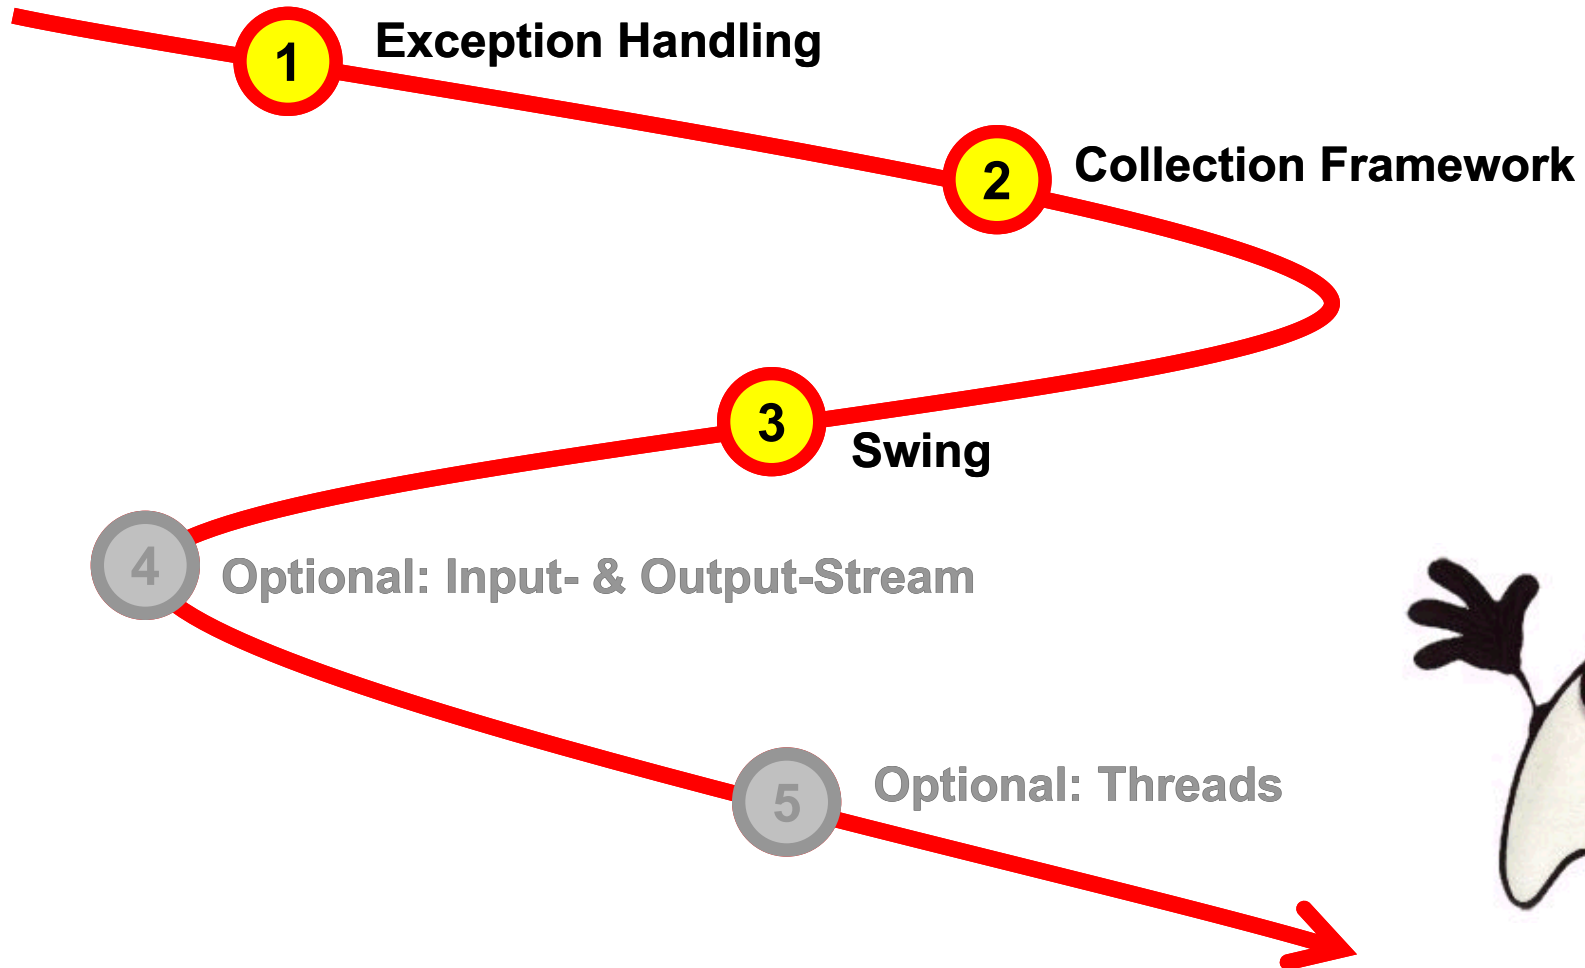 1 Exception Handling
2 Collection Framework
3 Swing
4 Optional: Input- & Output-Stream
5 Optional: Threads